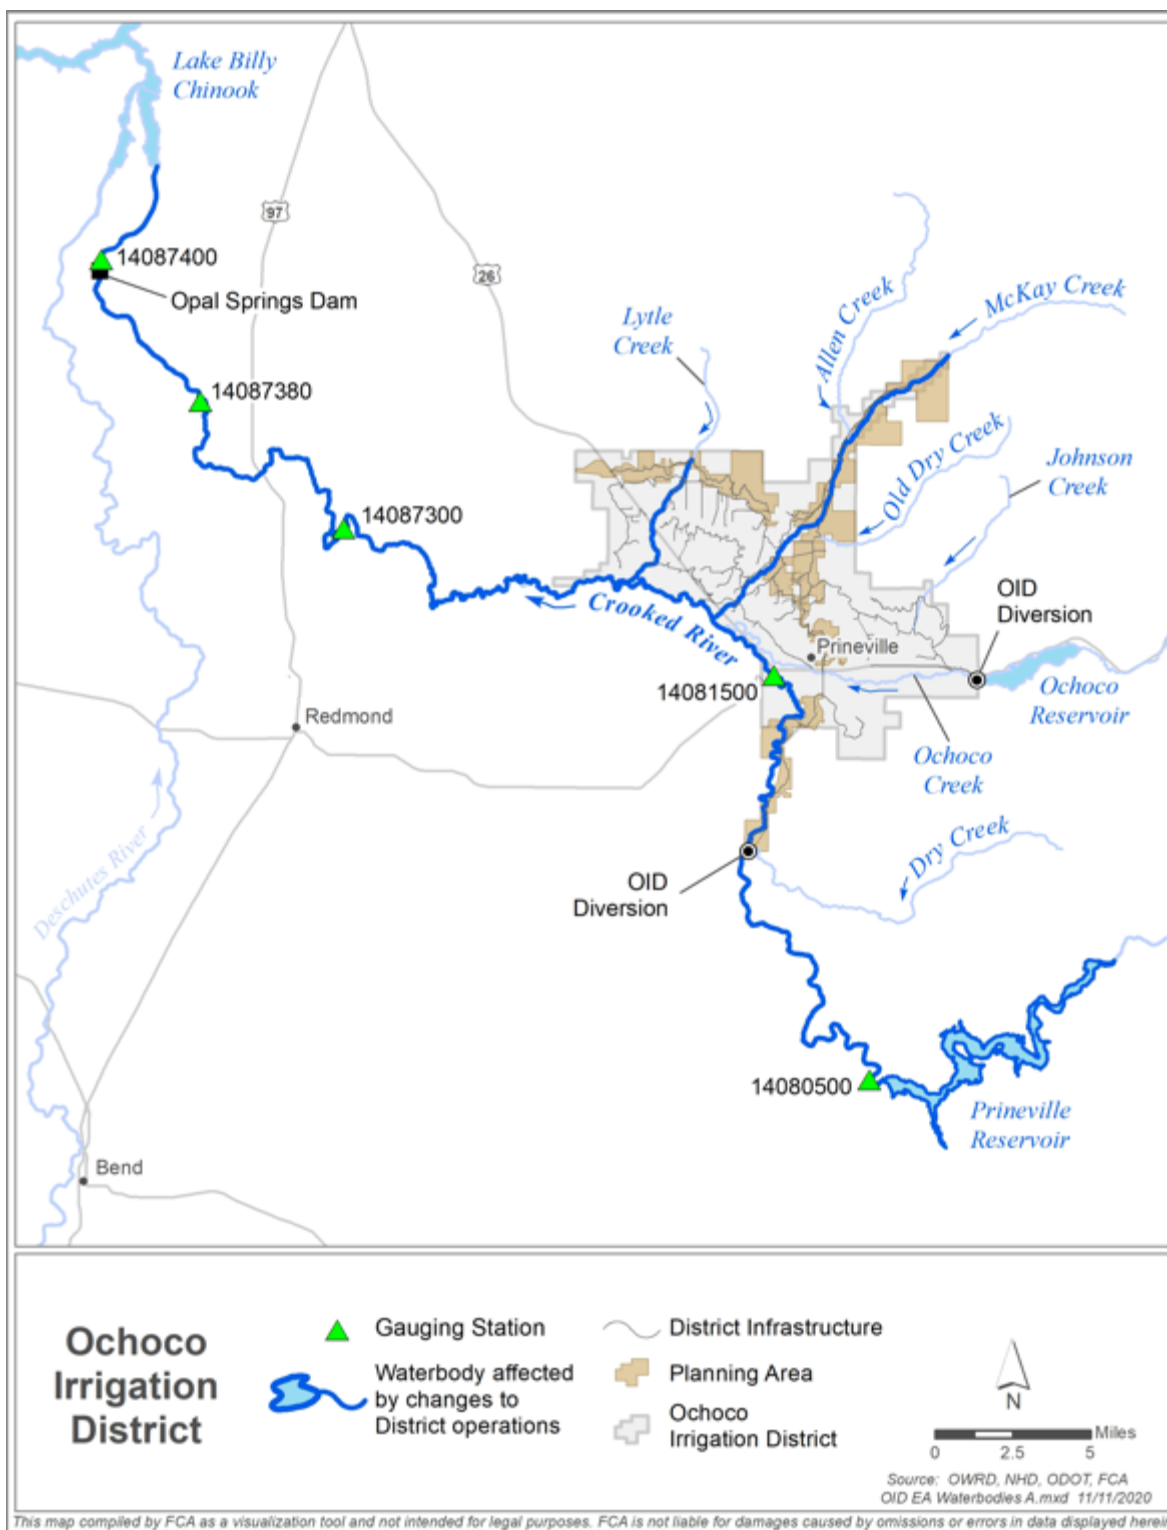 Lake Billy
Chinook
97
14087400
Opal Springs Dam
26
Lytle
Creek
Allen Creek
McKay Creek
14087380
Old Dry Creek
Johnson
Creek
14087300
Crooked River
OID
Diversion
Prineville
14081500
Ochoco
Reservoir
Redmond
Ochoco
Creek
Deschutes River
Dry Creek
OID
Diversion
14080500
Prineville
Reservoir
Bend
Ochoco
Irrigation
District
Gauging Station
Waterbody affected
by changes to
District operations
District Infrastructure
Planning Area
Ochoco
Irrigation District
N
Miles
0 2.5 5
Source: OWRD, NHD, ODOT, FCA
OID EA Waterbodies A.mxd 11/11/2020
This map compiled by FCA as a visualization tool and not intended for legal purposes. FCA is not liable for damages caused by omissions or errors in data displayed herein